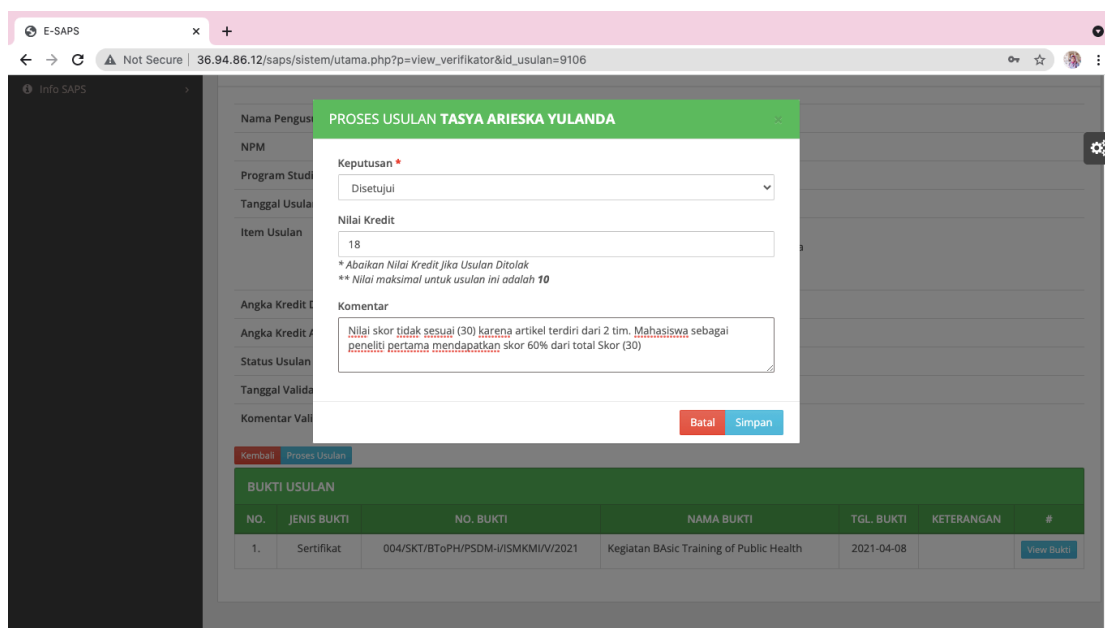 E-SAPS
Not Secure | 36.94.86.12/saps/sistem/utama.php?p=view_verifikator&id_usulan=9106
Info SAPS
PROSES USULAN TASYA ARIESKA YULANDA
Nama Pengusu
NPM
Program Studi
Tanggal Usula
Item Usulan
Angka Kredit
Angka Kredit
Status Usulan
Tanggal Valida
Komentar Vali
Keputusan *
Disetujui
Nilai Kredit
18
* Abaikan Nilai Kredit Jika Usulan Ditolak
** Nilai maksimal untuk usulan ini adalah 10
Komentar
Nilai skor tidak sesuai (30) karena artikel terdiri dari 2 tim. Mahasiswa sebagai
peneliti pertama mendapatkan skor 60% dari total Skor (30)
Batal Simpan
Kembali Proses Usulan
BUKTI USULAN
NO. JENIS BUKTI NO. BUKTI NAMA BUKTI TGL. BUKTI KETERANGAN #
1. Sertifikat 004/SKT/BToPH/PSDM-i/ISMKMI/V/2021 Kegiatan BAsic Training of Public Health 2021-04-08 View Bukti